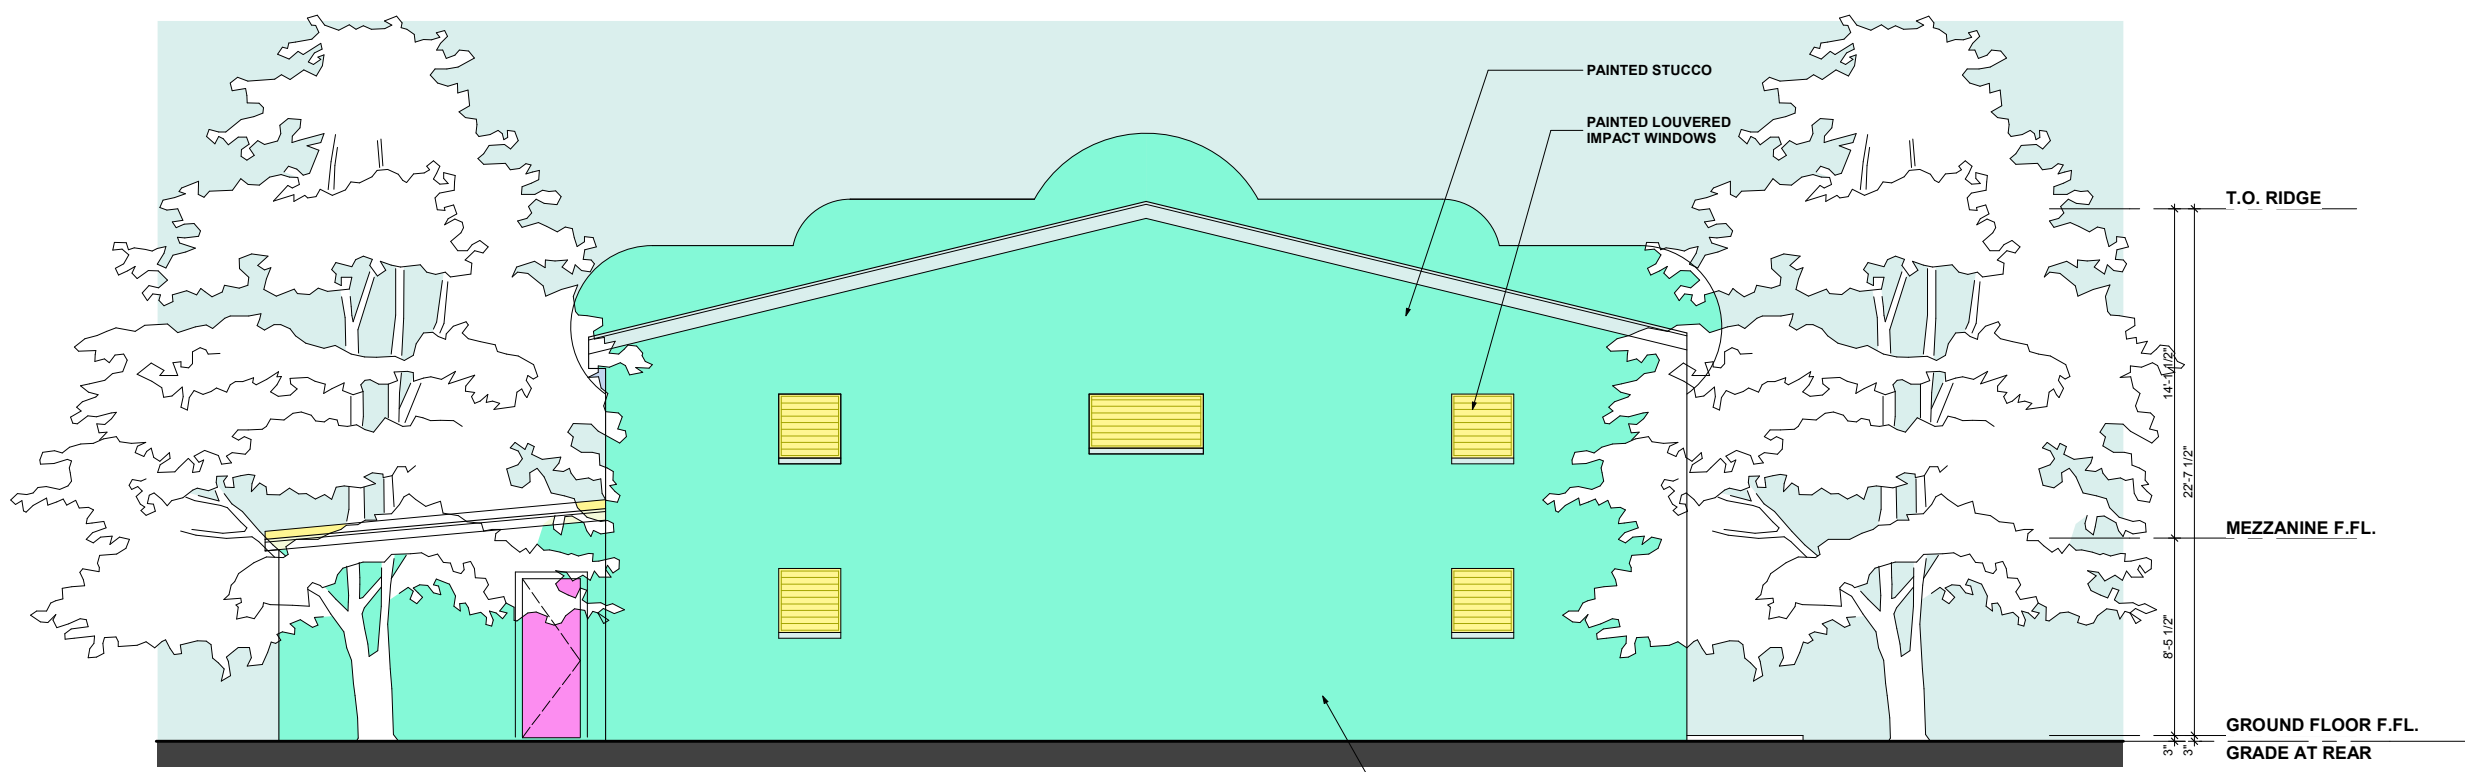 PAINTED STUCCO
PAINTED LOUVERED
IMPACT WINDOWS
T.O. RIDGE
14'-1 1/2"
22'-7 1/2"
MEZZANINE F.FL.
8'-5 1/2"
GROUND FLOOR F.FL.
3"
3"
GRADE AT REAR